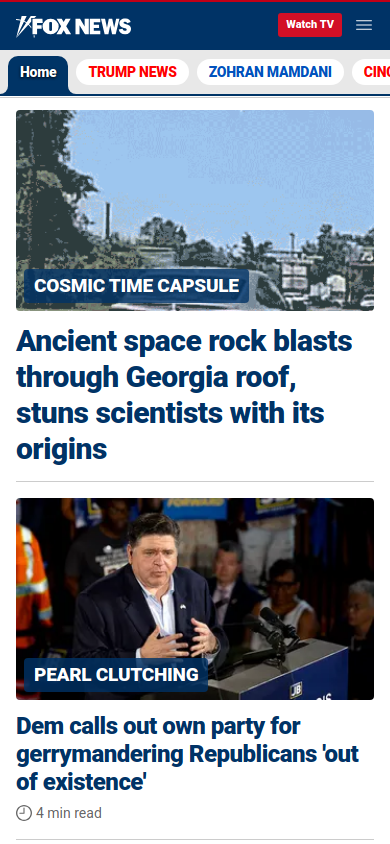 FOX NEWS
Watch TV
Home
TRUMP NEWS
ZOHRAN MAMDANI
CINC
COSMIC TIME CAPSULE
Ancient space rock blasts
through Georgia roof,
stuns scientists with its
origins
FORWARD
JB
PEARL CLUTCHING
Dem calls out own party for
gerrymandering Republicans 'out
of existence'
4 min read